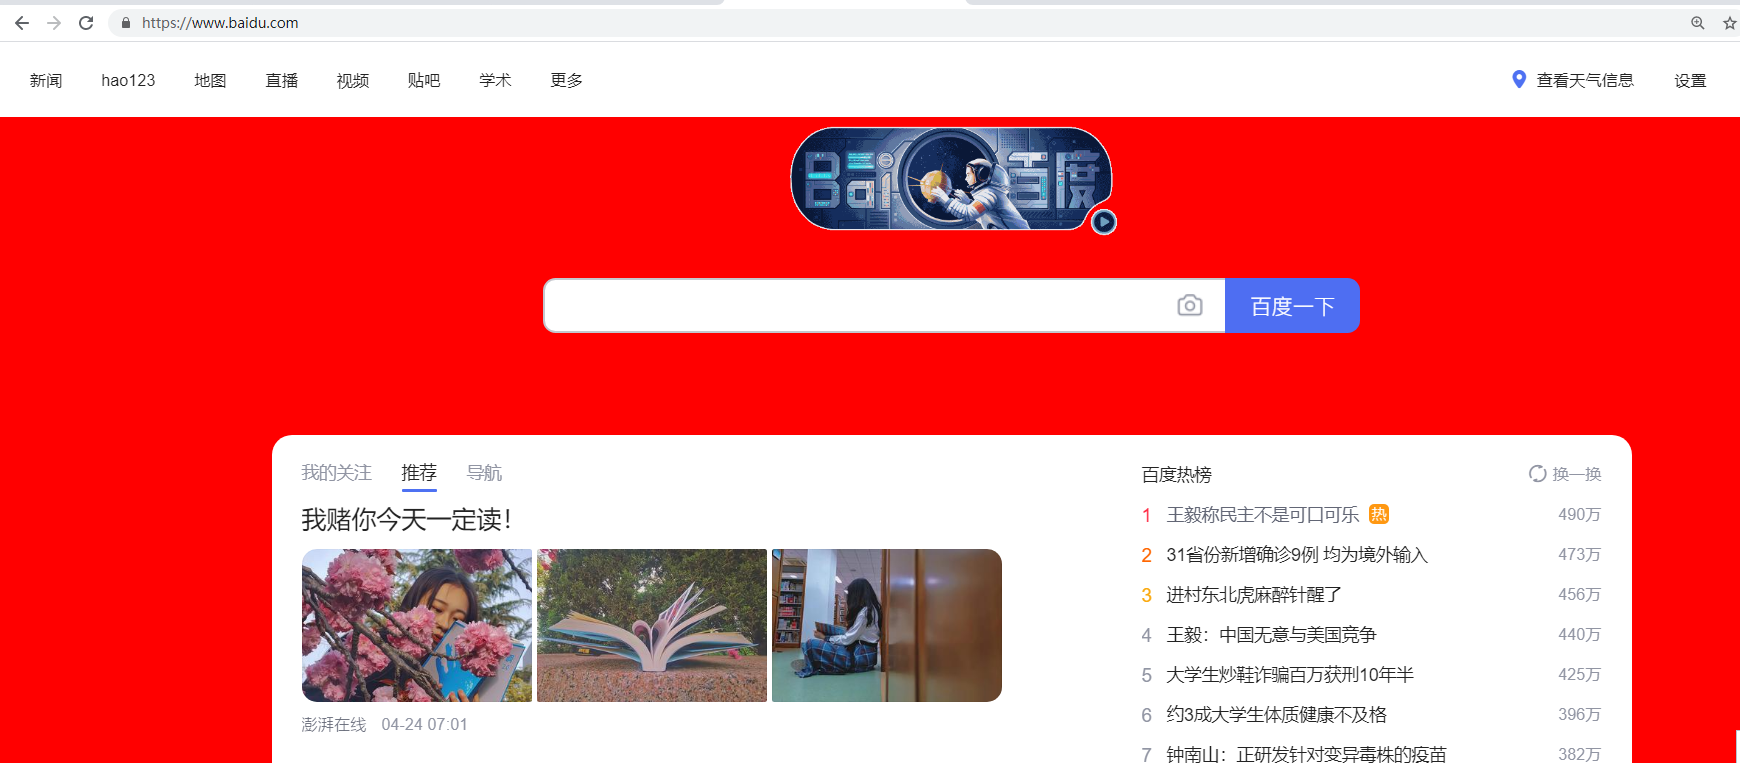 https://www.baidu.com
新闻 hao123 地图 直播 视频 贴吧 学术 更多 查看天气信息 设置
Bai 百度
百度一下
我的关注 推荐 导航
我赌你今天一定读！
澎湃在线 04-24 07:01
百度热榜 换一换
1 王毅称民主不是可口可乐 热 490万
2 31省份新增确诊9例 均为境外输入 473万
3 进村东北虎麻醉针醒了 456万
4 王毅：中国无意与美国竞争 440万
5 大学生炒鞋诈骗百万获刑10年半 425万
6 约3成大学生体质健康不及格 396万
7 钟南山：正研发针对变异毒株的疫苗 382万